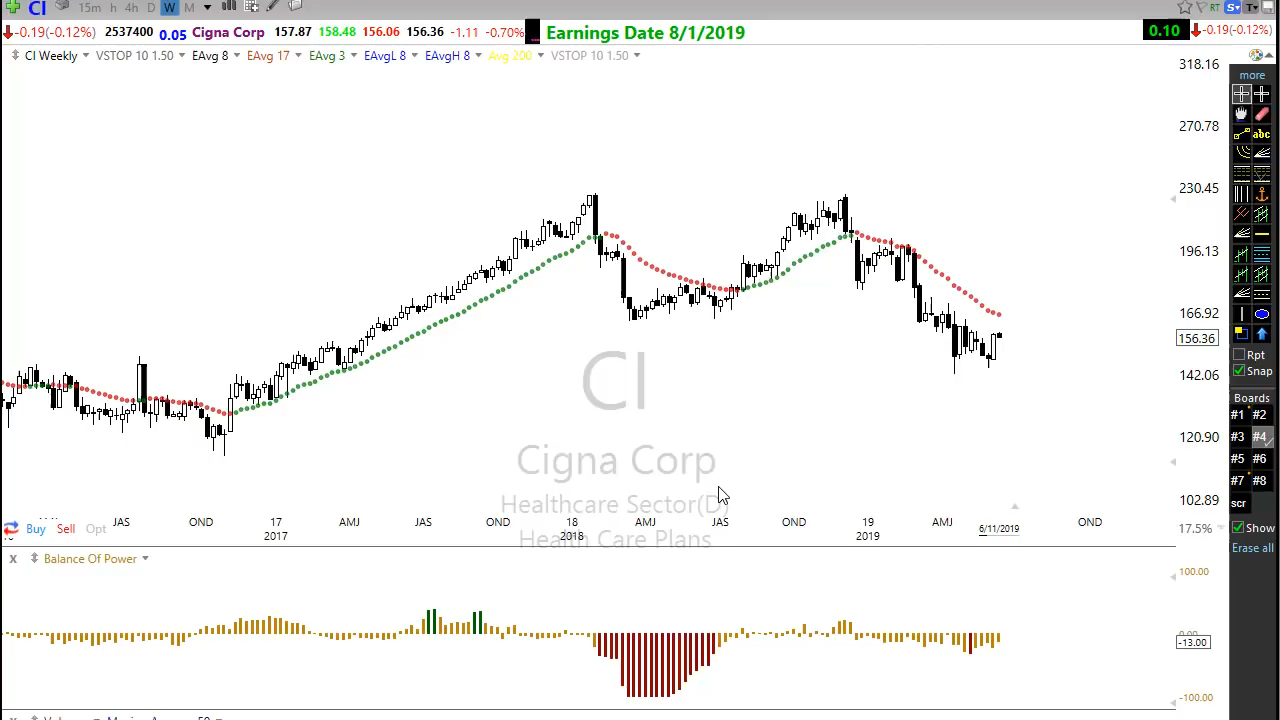 CI 15m h 4h D W M RT S T
-0.19(-0.12%) 2537400 0.05 Cigna Corp 157.87 158.48 156.06 156.36 -1.11 -0.70% Earnings Date 8/1/2019 0.10 -0.19(-0.12%)
CI Weekly VSTOP 10 1.50 EAvg 8 EAvg 17 EAvg 3 EAvgL 8 EAvgH 8 Avg 200 VSTOP 10 1.50
318.16
more
270.78
abc
230.45
196.13
166.92
156.36
Rpt
142.06
Snap
CI
Boards
#1 #2
120.90
#3 #4
Cigna Corp
#5 #6
#7 #8
102.89
Healthcare Sector(D)
scr
JAS OND 17 AMJ JAS OND 18 AMJ JAS OND 19 AMJ 6/11/2019 OND
Buy Sell Opt
17.5%
Show
2017 2018 2019
Health Care Plans
Erase all
x Balance Of Power
100.00
0.00
-13.00
-100.00